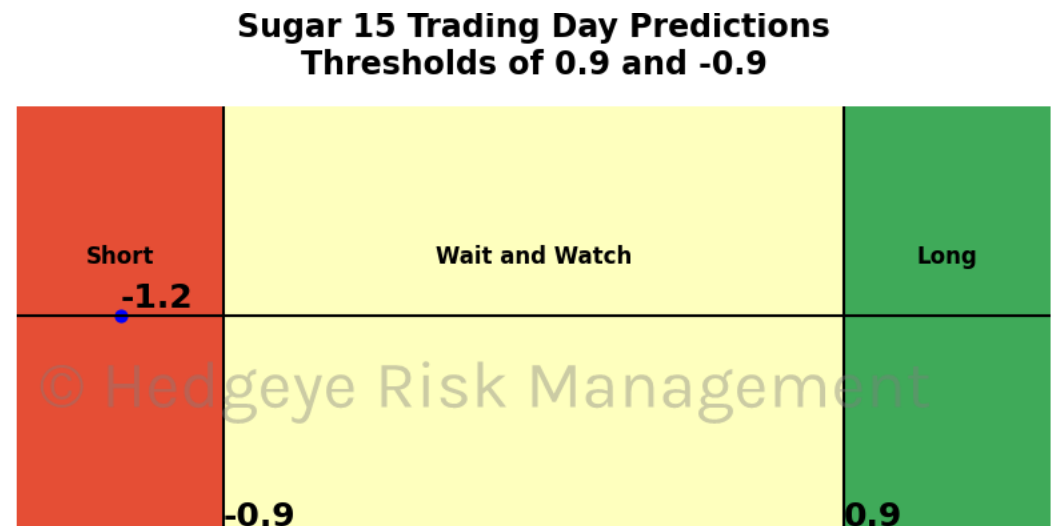 Sugar 15 Trading Day Predictions
Thresholds of 0.9 and -0.9
Short
Wait and Watch
Long
-1.2
© Hedgeye Risk Management
-0.9
0.9